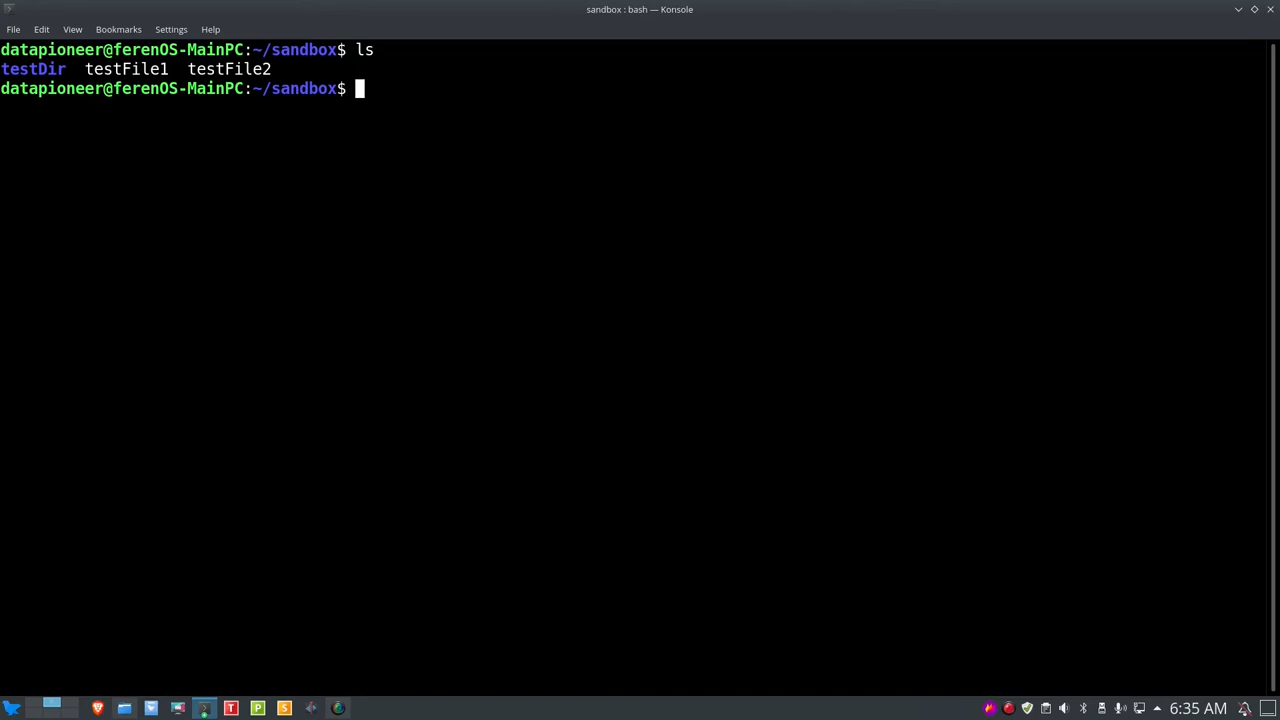 sandbox : bash — Konsole
File Edit View Bookmarks Settings Help
datapioneer@ferenOS-MainPC:~/sandbox$ ls
testDir testFile1 testFile2
datapioneer@ferenOS-MainPC:~/sandbox$
T P S 6:35 AM